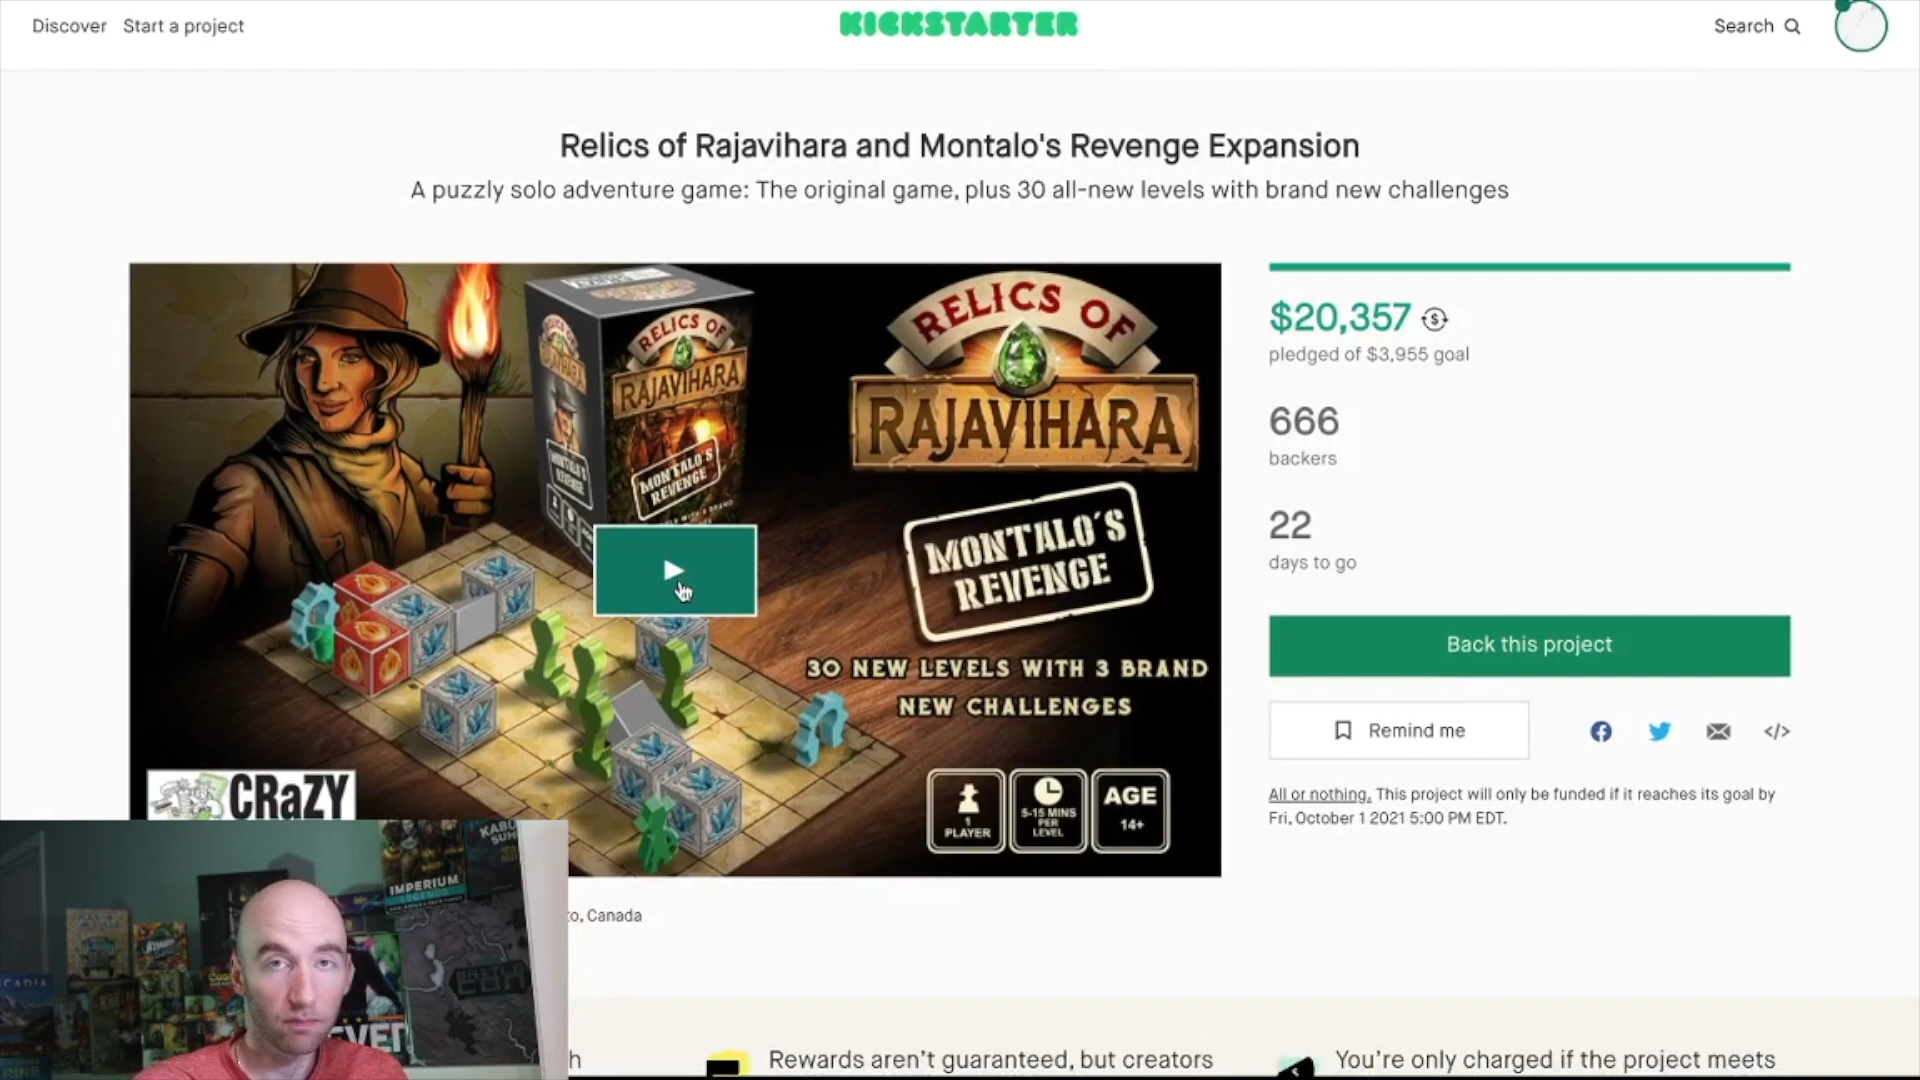 Discover Start a project KICKSTARTER Search
Relics of Rajavihara and Montalo's Revenge Expansion
A puzzly solo adventure game: The original game, plus 30 all-new levels with brand new challenges
RELICS OF
RAJAVIHARA
RELICS OF
RAJAVIHARA
MONTALO'S
REVENGE
MONTALO'S
REVENGE
MONTALO´S
REVENGE
30 NEW LEVELS WITH 3 BRAND
NEW CHALLENGES
1
PLAYER
5-15 MINS
PER
LEVEL
AGE
14+
CRaZY
$20,357
pledged of $3,955 goal
666
backers
22
days to go
Back this project
Remind me
</>
All or nothing. This project will only be funded if it reaches its goal by
Fri, October 1 2021 5:00 PM EDT.
to, Canada
IMPERIUM
LEGENDS
Rewards aren't guaranteed, but creators
You're only charged if the project meets